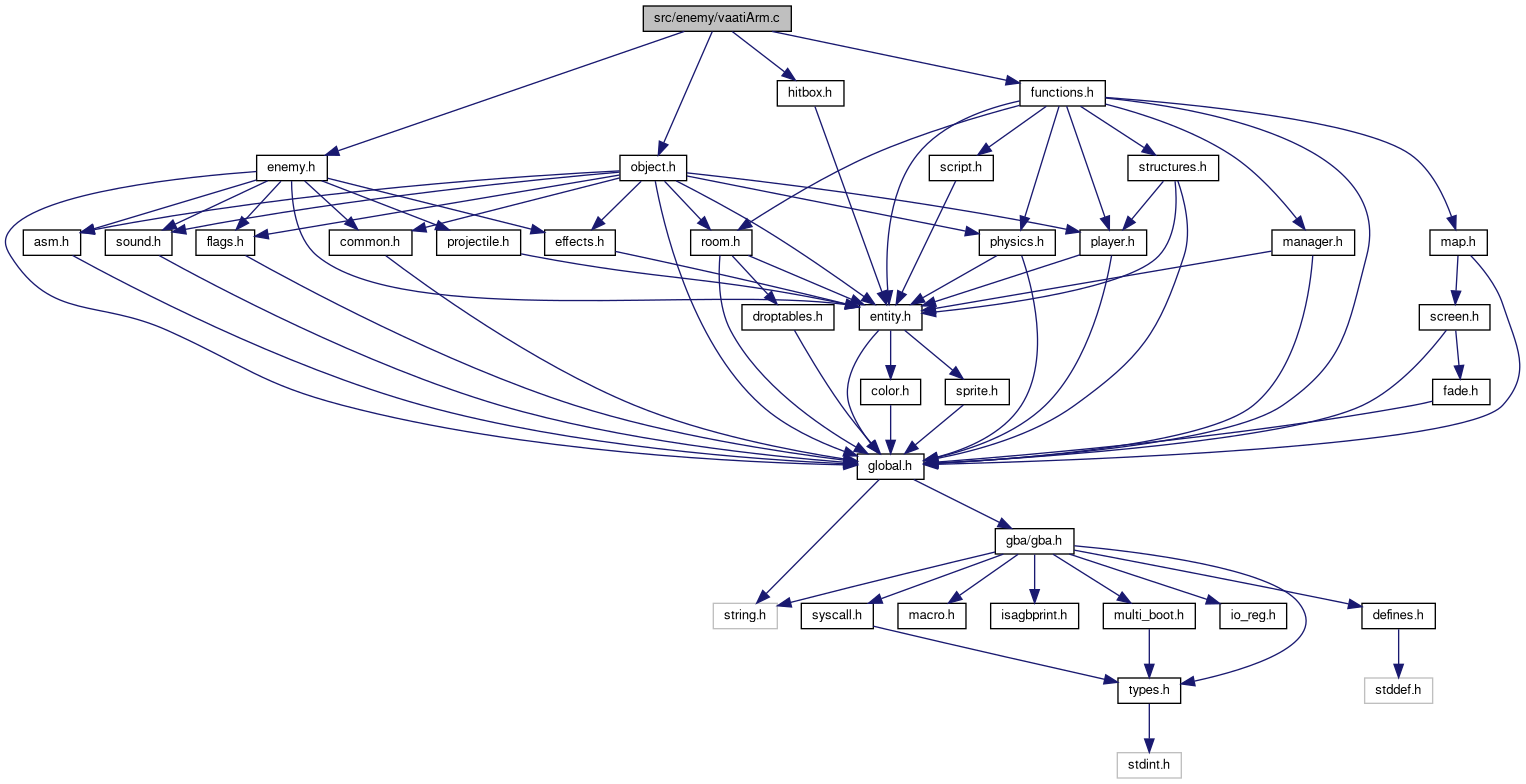 src/enemy/vaatiArm.c
hitbox.h
functions.h
enemy.h
object.h
script.h
structures.h
asm.h
sound.h
flags.h
common.h
projectile.h
effects.h
room.h
physics.h
player.h
manager.h
map.h
droptables.h
entity.h
screen.h
color.h
sprite.h
fade.h
global.h
gba/gba.h
string.h
syscall.h
macro.h
isagbprint.h
multi_boot.h
io_reg.h
defines.h
types.h
stddef.h
stdint.h